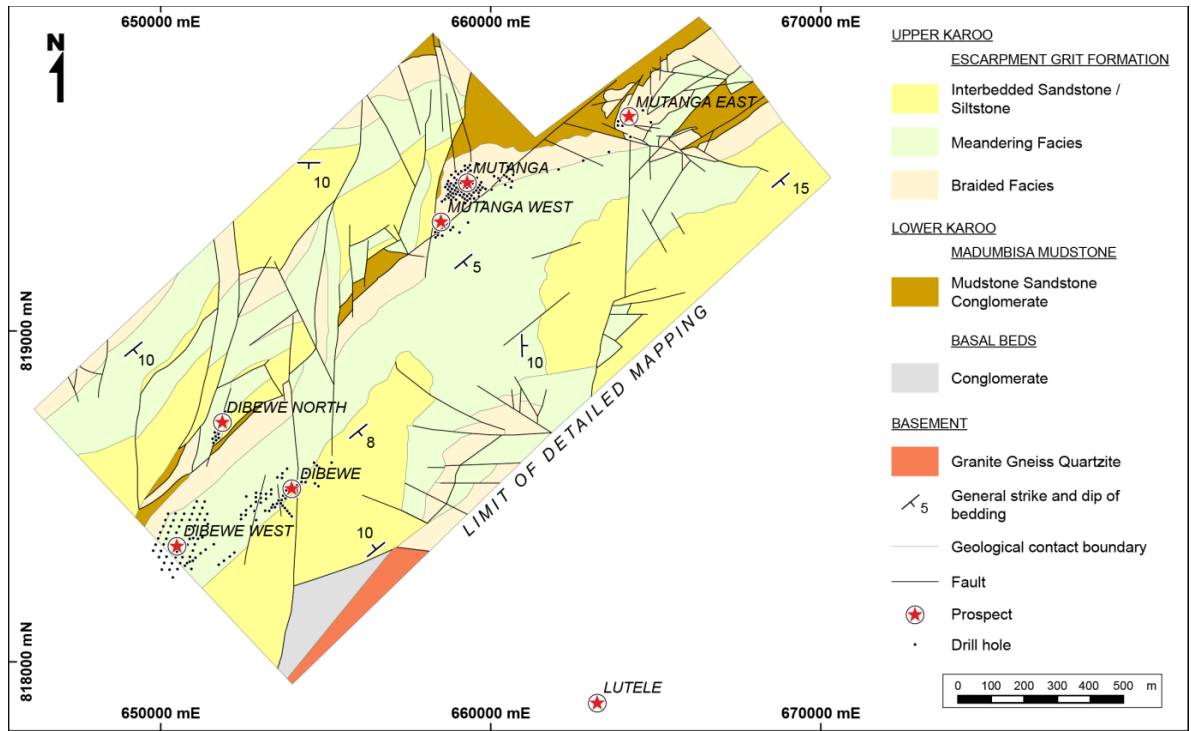 650000 mE
660000 mE
670000 mE
N
MUTANGA EAST
MUTANGA
10
15
MUTANGA WEST
5
819000 mN
10
10
DIBEWE NORTH
8
DIBEWE
DIBEWE WEST
10
LIMIT OF DETAILED MAPPING
818000 mN
LUTELE
650000 mE
660000 mE
670000 mE
UPPER KAROO
ESCARPMENT GRIT FORMATION
Interbedded Sandstone /
Siltstone
Meandering Facies
Braided Facies
LOWER KAROO
MADUMBISA MUDSTONE
Mudstone Sandstone
Conglomerate
BASAL BEDS
Conglomerate
BASEMENT
Granite Gneiss Quartzite
5
General strike and dip of
bedding
Geological contact boundary
Fault
Prospect
Drill hole
0 100 200 300 400 500 m